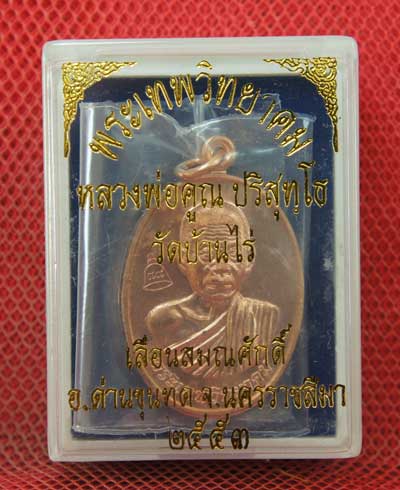 พระเทพวิทยาคม
หลวงพ่อคูณ ปริสุทฺโธ
วัดบ้านไร่
เลื่อนสมณศักดิ์
อ.ด่านขุนทด จ.นครราชสีมา
๒๕๕๓